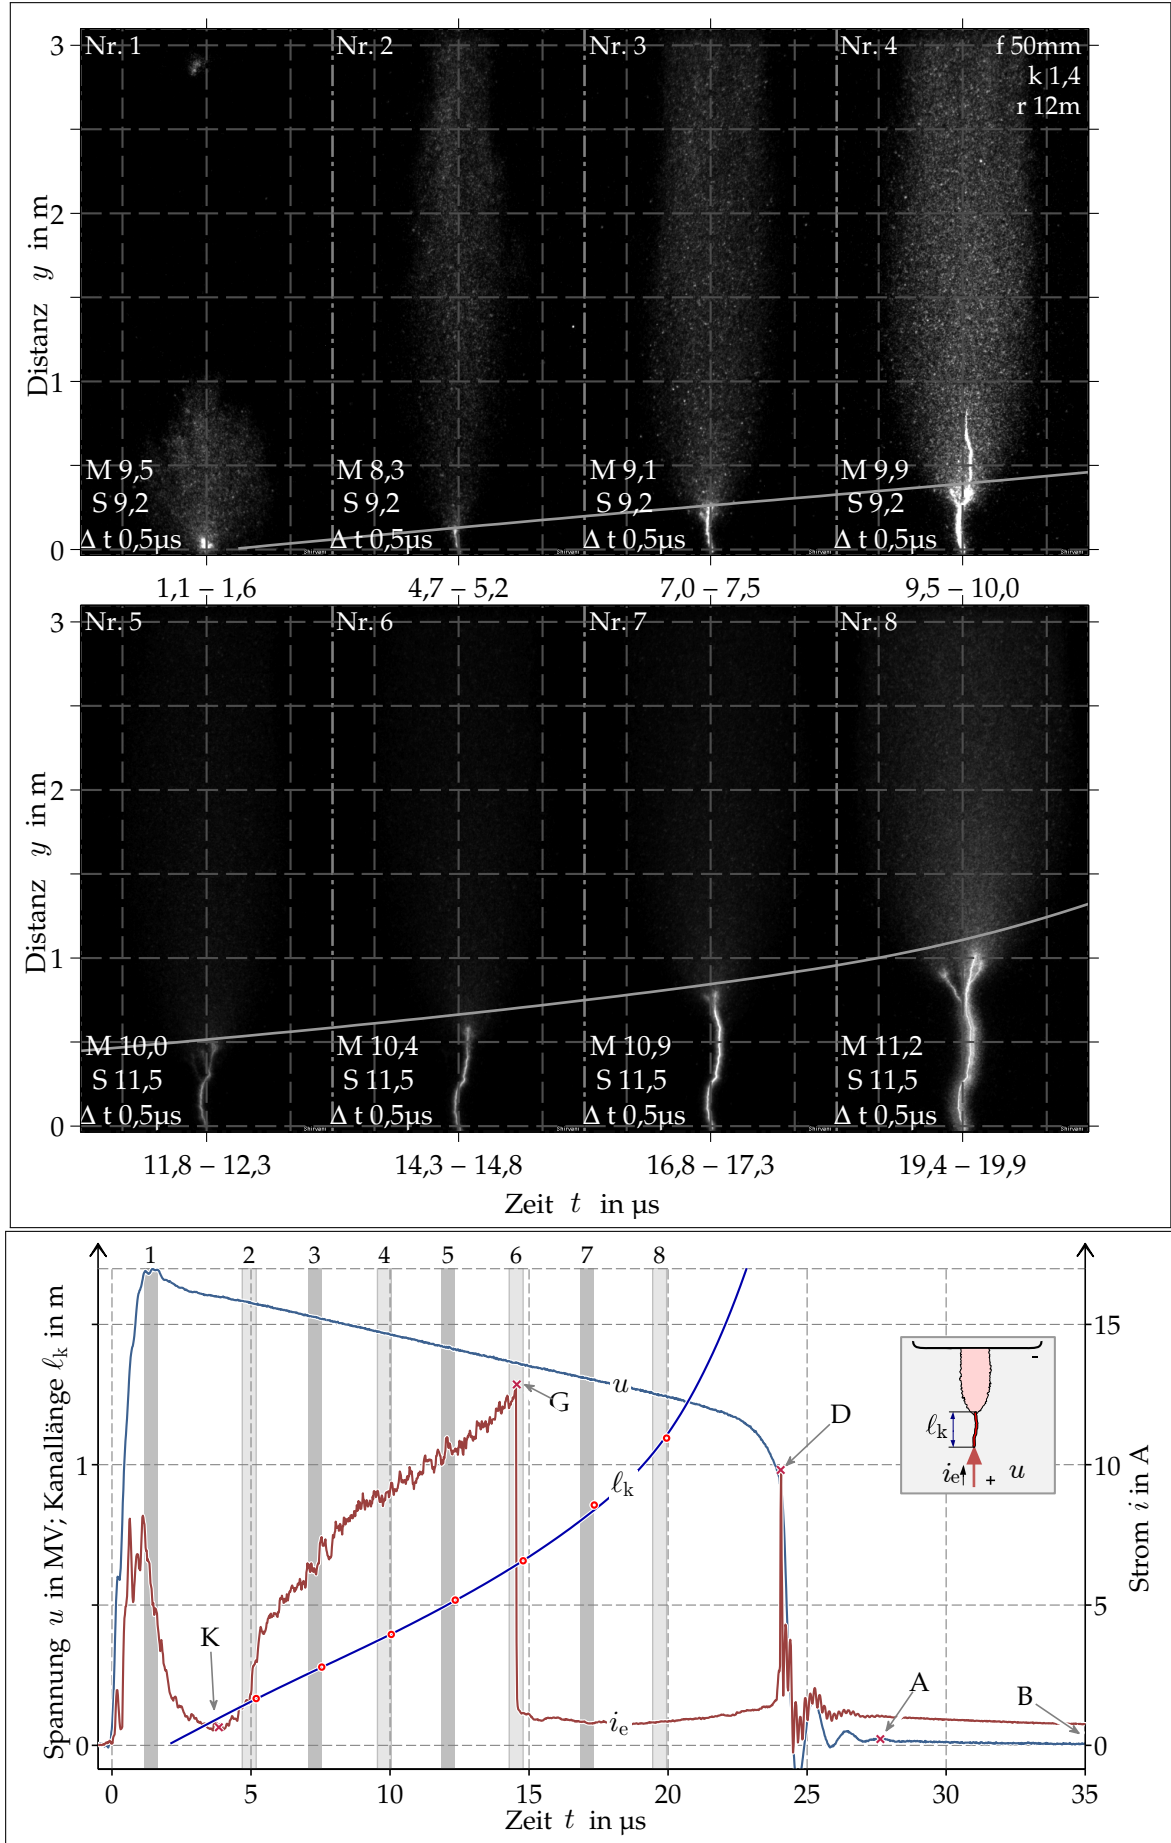 Nr. 1 Nr. 2 Nr. 3 Nr. 4 f 50mm
k 1,4
r 12m
3
2
1
0
Distanz y in m
M 9,5 M 8,3 M 9,1 M 9,9
S 9,2 S 9,2 S 9,2 S 9,2
Δ t 0,5µs Δ t 0,5µs Δ t 0,5µs Δ t 0,5µs
1,1 – 1,6 4,7 – 5,2 7,0 – 7,5 9,5 – 10,0
Nr. 5 Nr. 6 Nr. 7 Nr. 8
3
2
1
0
Distanz y in m
M 10,0 M 10,4 M 10,9 M 11,2
S 11,5 S 11,5 S 11,5 S 11,5
Δ t 0,5µs Δ t 0,5µs Δ t 0,5µs Δ t 0,5µs
11,8 – 12,3 14,3 – 14,8 16,8 – 17,3 19,4 – 19,9
Zeit t in µs
1 2 3 4 5 6 7 8
Spannung u in MV; Kanallänge ℓk in m
1
0
15
10
5
0
Strom i in A
u
G
D
ℓk
K
ie
A
B
-
ℓk
ie
+ u
0 5 10 15 20 25 30 35
Zeit t in µs